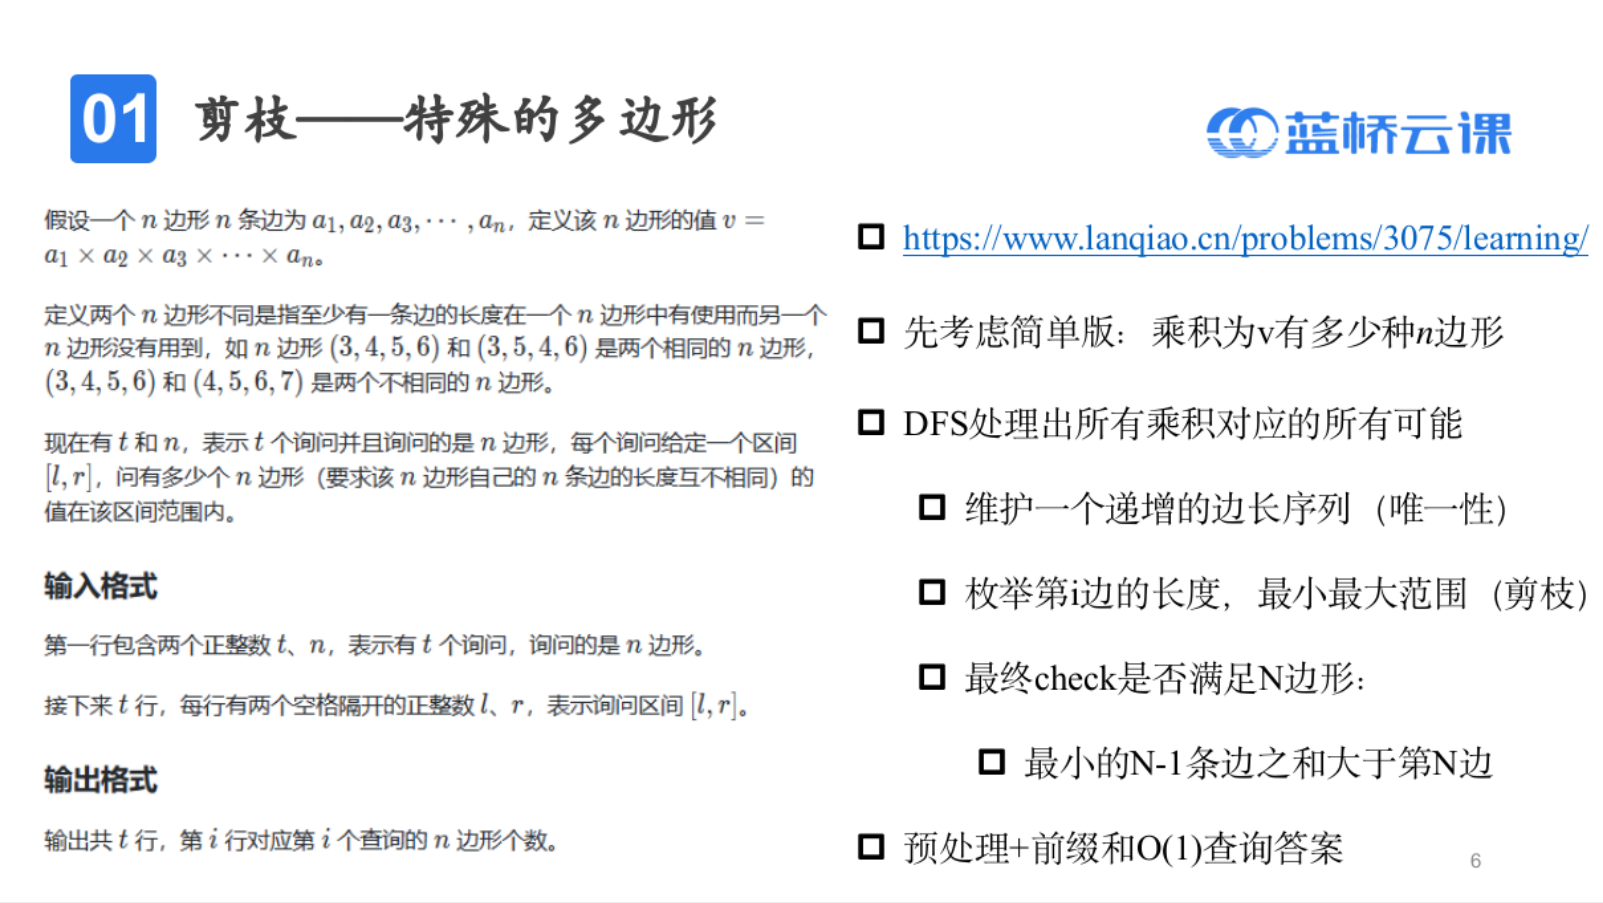 01 剪枝——特殊的多边形
蓝桥云课
假设一个 n 边形 n 条边为 a₁, a₂, a₃, ··· , aₙ，定义该 n 边形的值 v =
a₁ × a₂ × a₃ × ··· × aₙ。
定义两个 n 边形不同是指至少有一条边的长度在一个 n 边形中有使用而另一个
n 边形没有用到，如 n 边形 (3, 4, 5, 6) 和 (3, 5, 4, 6) 是两个相同的 n 边形，
(3, 4, 5, 6) 和 (4, 5, 6, 7) 是两个不相同的 n 边形。
现在有 t 和 n，表示 t 个询问并且询问的是 n 边形，每个询问给定一个区间
[l, r]，问有多少个 n 边形（要求该 n 边形自己的 n 条边的长度互不相同）的
值在该区间范围内。
输入格式
第一行包含两个正整数 t、n，表示有 t 个询问，询问的是 n 边形。
接下来 t 行，每行有两个空格隔开的正整数 l、r，表示询问区间 [l, r]。
输出格式
输出共 t 行，第 i 行对应第 i 个查询的 n 边形个数。
https://www.lanqiao.cn/problems/3075/learning/
先考虑简单版：乘积为v有多少种n边形
DFS处理出所有乘积对应的所有可能
维护一个递增的边长序列（唯一性）
枚举第i边的长度，最小最大范围（剪枝）
最终check是否满足N边形：
最小的N-1条边之和大于第N边
预处理+前缀和O(1)查询答案
6